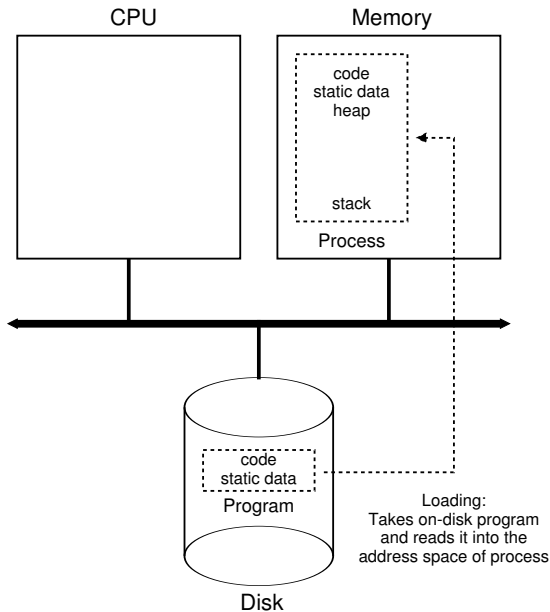 CPU
Memory
code
static data
heap
stack
Process
code
static data
Program
Loading:
Takes on-disk program
and reads it into the
address space of process
Disk